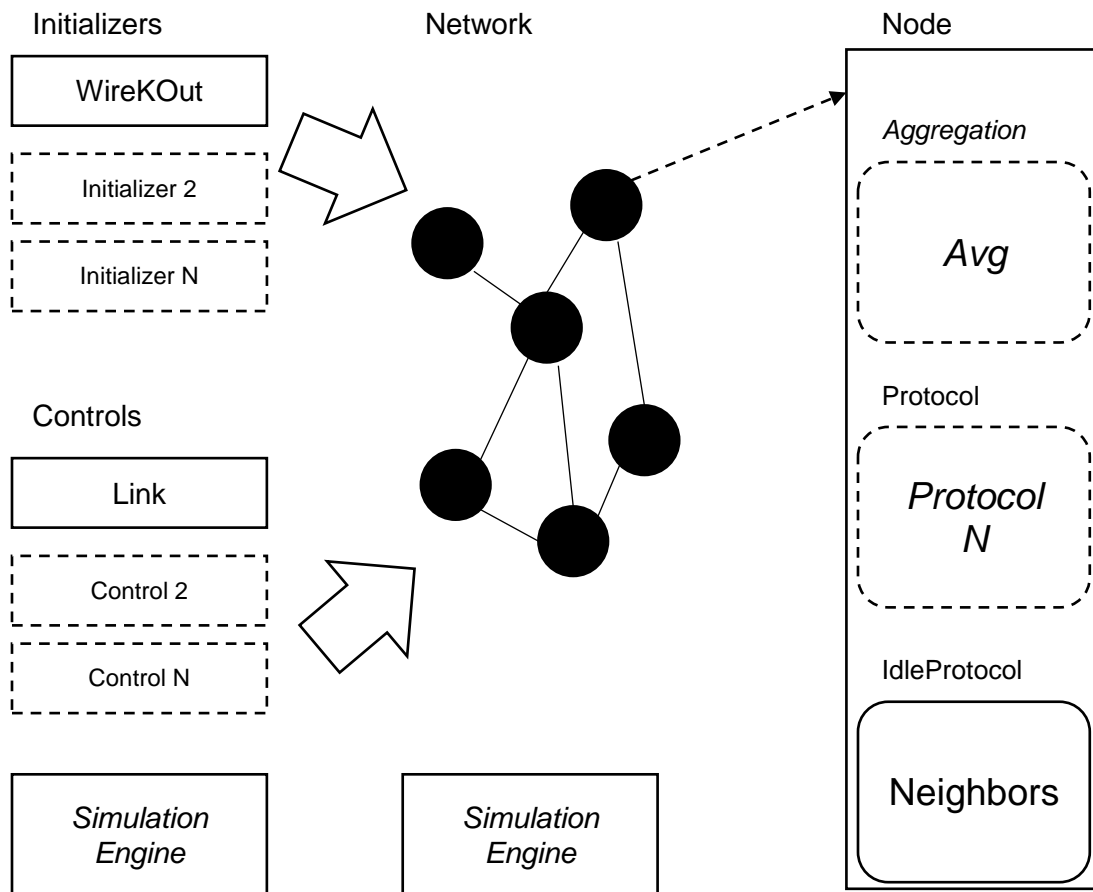 Initializers
WireKOut
Initializer 2
Initializer N
Controls
Link
Control 2
Control N
Simulation
Engine
Network
Simulation
Engine
Node
Aggregation
Avg
Protocol
Protocol
N
IdleProtocol
Neighbors